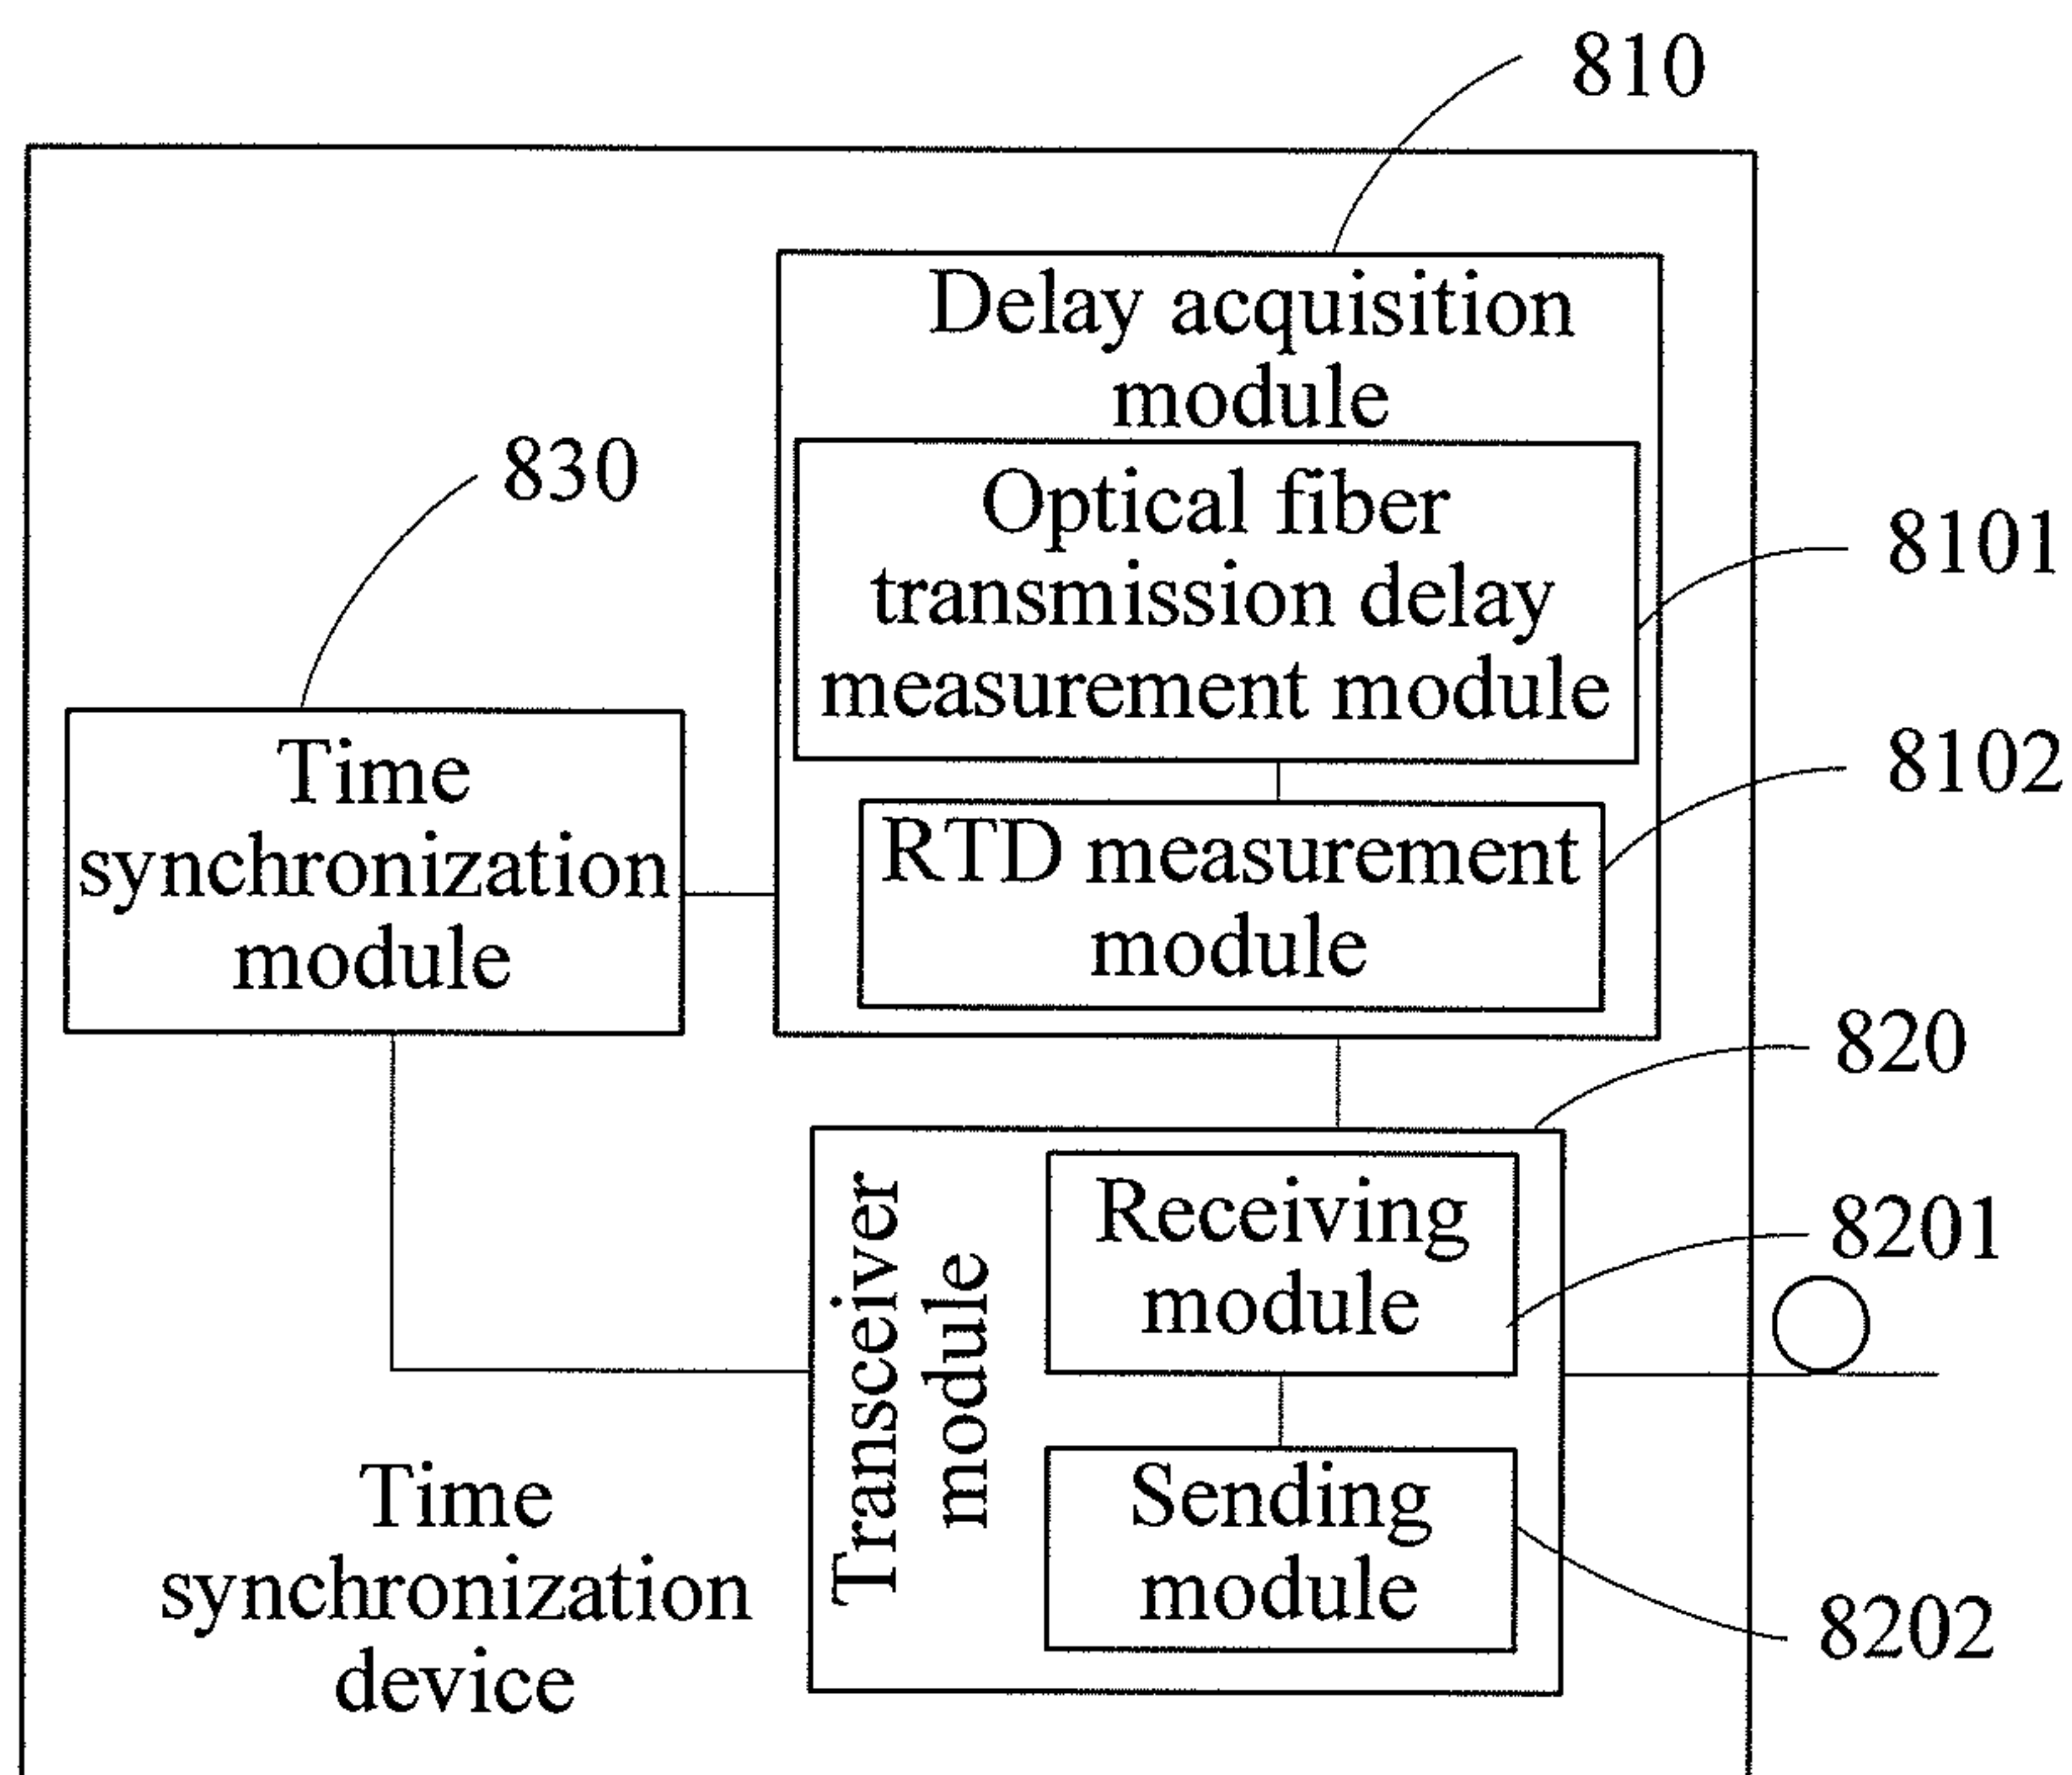 810
Delay acquisition
module
830
Optical fiber
transmission delay
measurement module
8101
8102
Time
synchronization
module
RTD measurement
module
820
Transceiver
module
Receiving
module
8201
Sending
module
8202
Time
synchronization
device